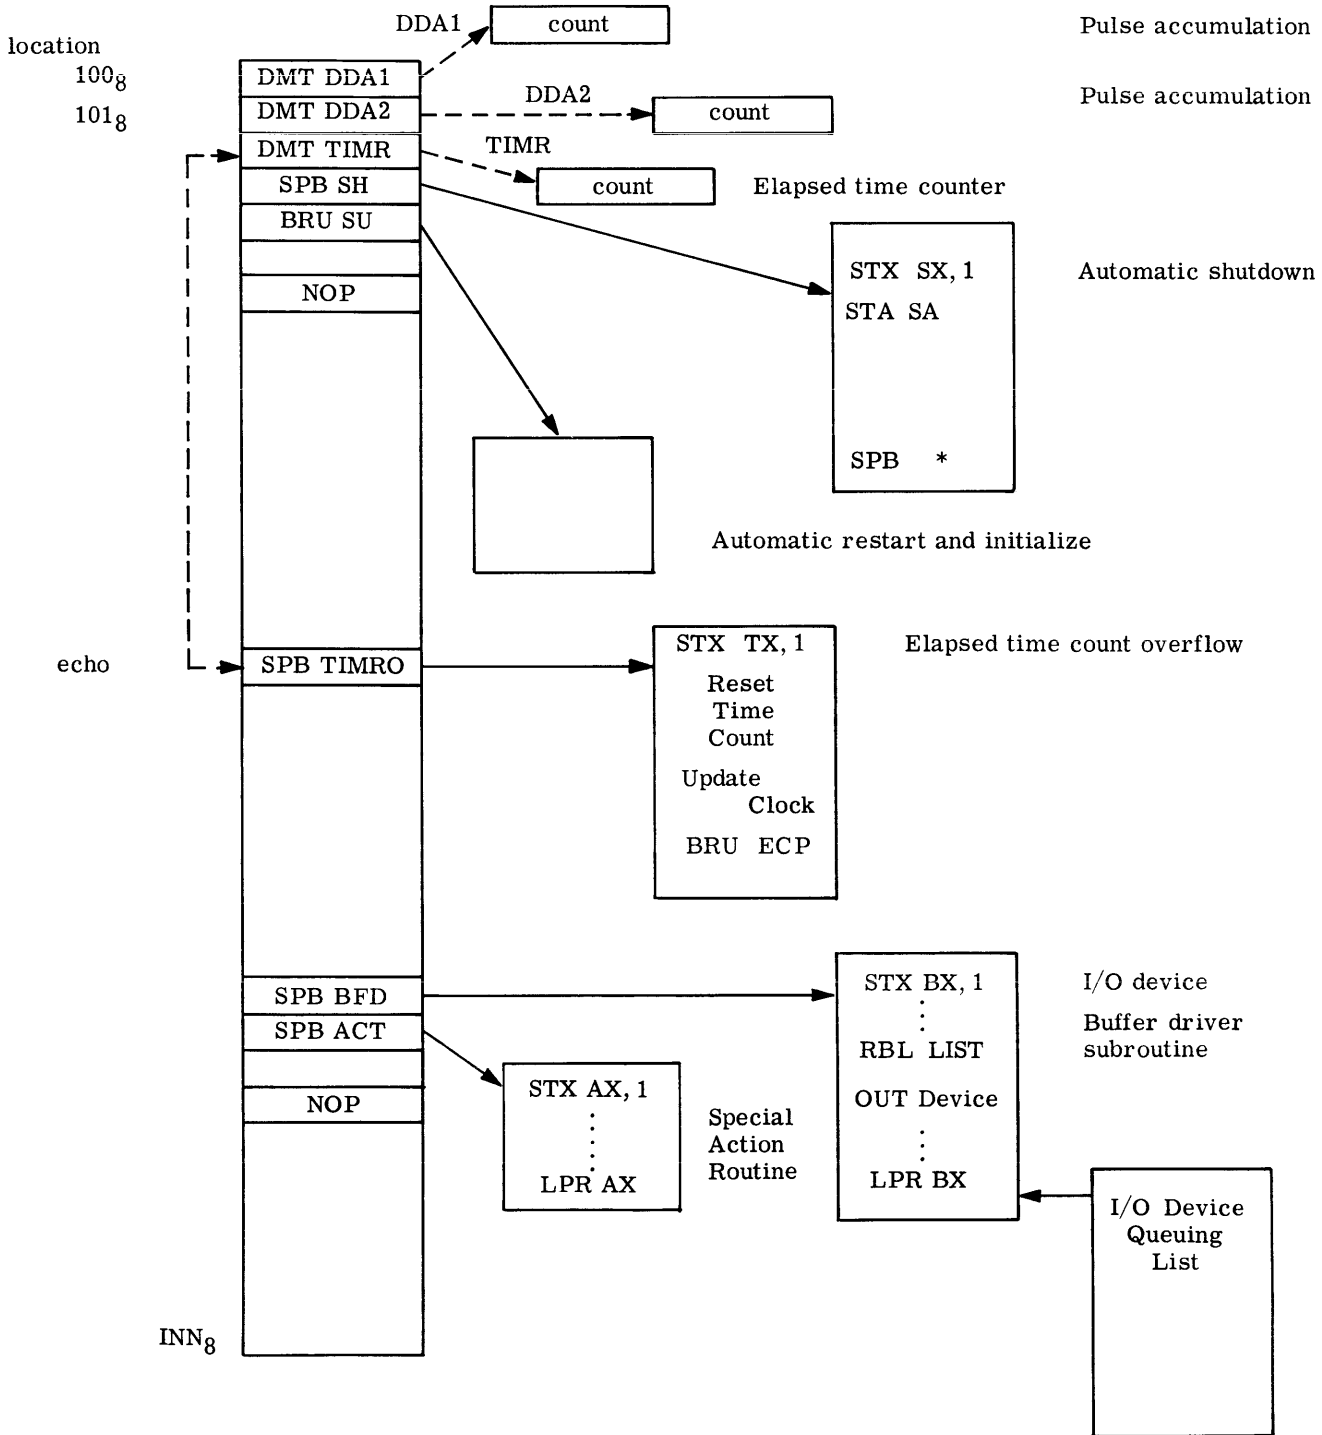 DDA1
count
Pulse accumulation
location
100₈
DMT DDA1
101₈
DMT DDA2
DDA2
count
Pulse accumulation
DMT TIMR
TIMR
count
Elapsed time counter
SPB SH
BRU SU
NOP
STX SX, 1
STA SA
SPB *
Automatic shutdown
Automatic restart and initialize
echo
SPB TIMRO
STX TX, 1
Reset
Time
Count
Update
Clock
BRU ECP
Elapsed time count overflow
SPB BFD
SPB ACT
NOP
STX BX, 1
.
.
.
RBL LIST
OUT Device
.
.
.
LPR BX
I/O device
Buffer driver
subroutine
STX AX, 1
.
.
.
.
.
LPR AX
Special
Action
Routine
I/O Device
Queuing
List
INN₈